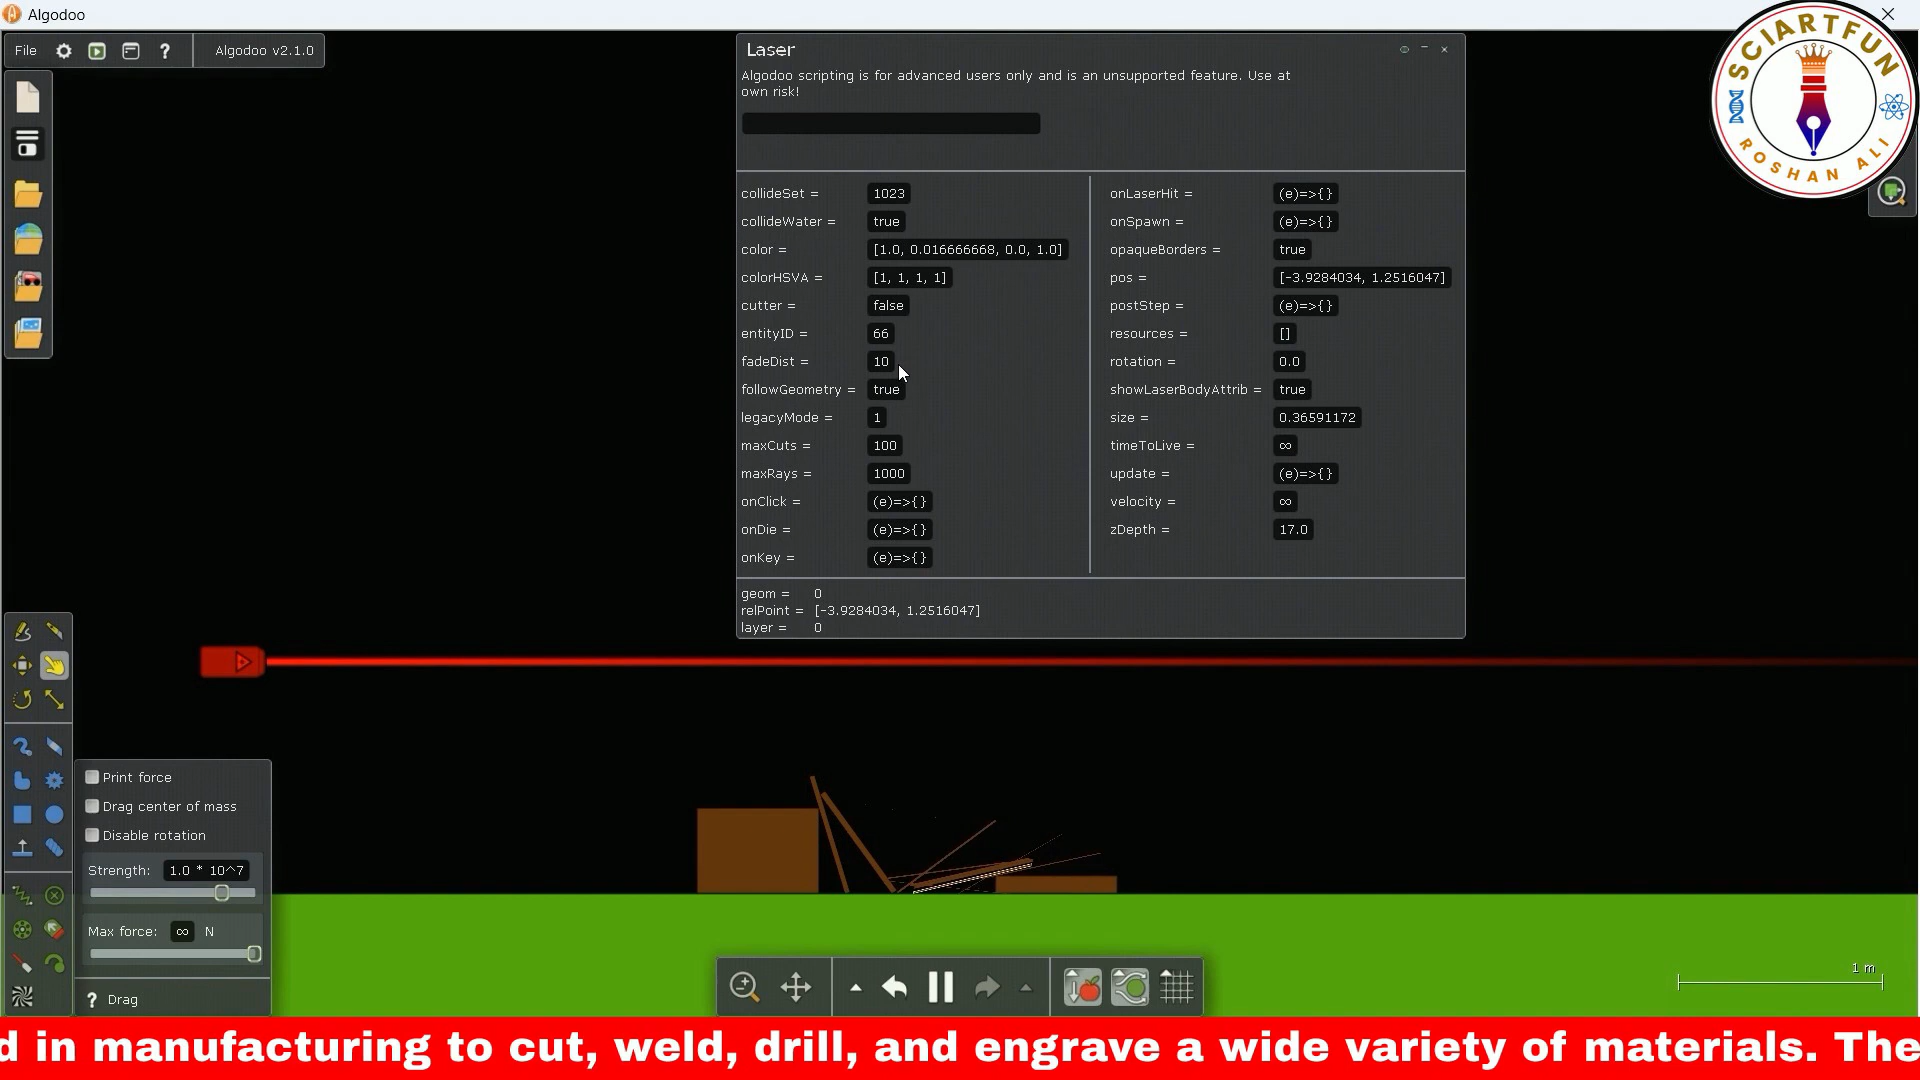 Algodoo
File
?
Algodoo v2.1.0
SCIARTFUN
ROSHAN ALI
Laser
Algodoo scripting is for advanced users only and is an unsupported feature. Use at
own risk!
collideSet = 1023
collideWater = true
color = [1.0, 0.016666668, 0.0, 1.0]
colorHSVA = [1, 1, 1, 1]
cutter = false
entityID = 66
fadeDist = 10
followGeometry = true
legacyMode = 1
maxCuts = 100
maxRays = 1000
onClick = (e)=>{}
onDie = (e)=>{}
onKey = (e)=>{}
onLaserHit = (e)=>{}
onSpawn = (e)=>{}
opaqueBorders = true
pos = [-3.9284034, 1.2516047]
postStep = (e)=>{}
resources = []
rotation = 0.0
showLaserBodyAttrib = true
size = 0.36591172
timeToLive = ∞
update = (e)=>{}
velocity = ∞
zDepth = 17.0
geom = 0
relPoint = [-3.9284034, 1.2516047]
layer = 0
Print force
Drag center of mass
Disable rotation
Strength: 1.0 * 10^7
Max force: ∞ N
? Drag
1 m
d in manufacturing to cut, weld, drill, and engrave a wide variety of materials. The